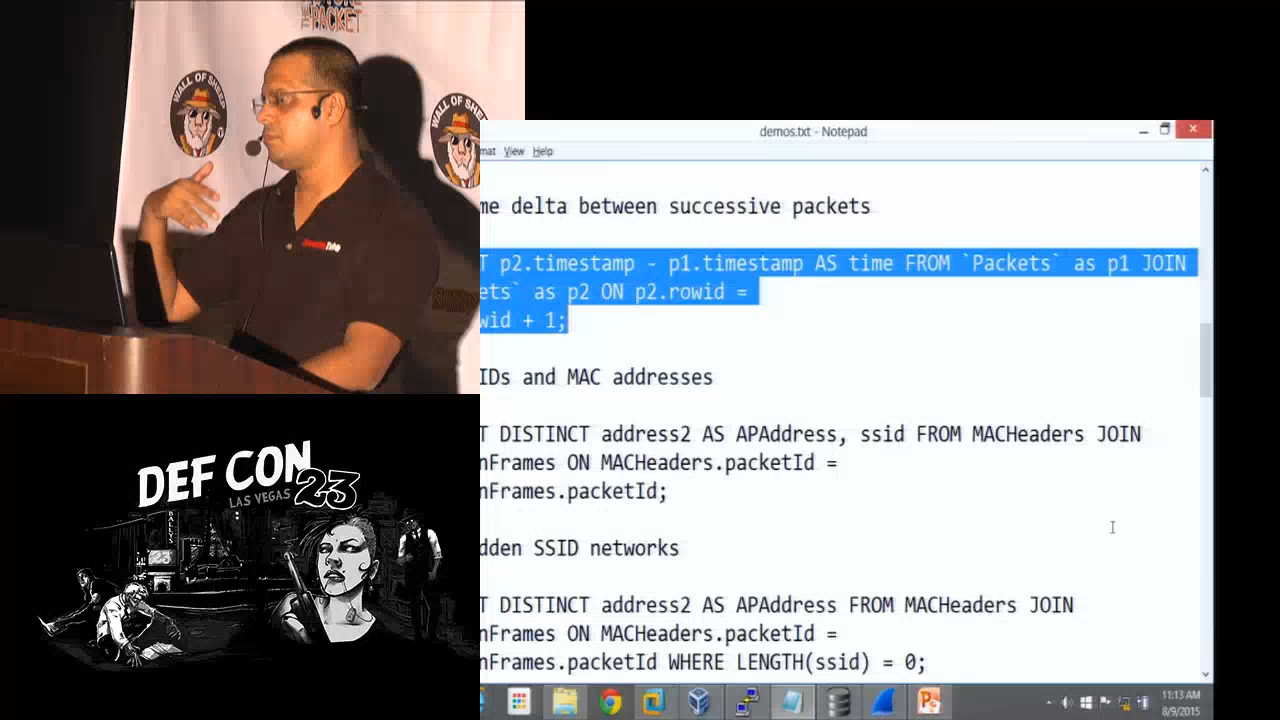 PACKET
WALL OF SHEEP
WALL OF SHEEP
demos.txt - Notepad
mat View Help
me delta between successive packets
T p2.timestamp - p1.timestamp AS time FROM `Packets` as p1 JOIN
ets` as p2 ON p2.rowid =
wid + 1;
IDs and MAC addresses
T DISTINCT address2 AS APAddress, ssid FROM MACHeaders JOIN
nFrames ON MACHeaders.packetId =
nFrames.packetId;
dden SSID networks
T DISTINCT address2 AS APAddress FROM MACHeaders JOIN
nFrames ON MACHeaders.packetId =
nFrames.packetId WHERE LENGTH(ssid) = 0;
11:13 AM
8/9/2015
DEF CON
LAS VEGAS 23
BALLYS